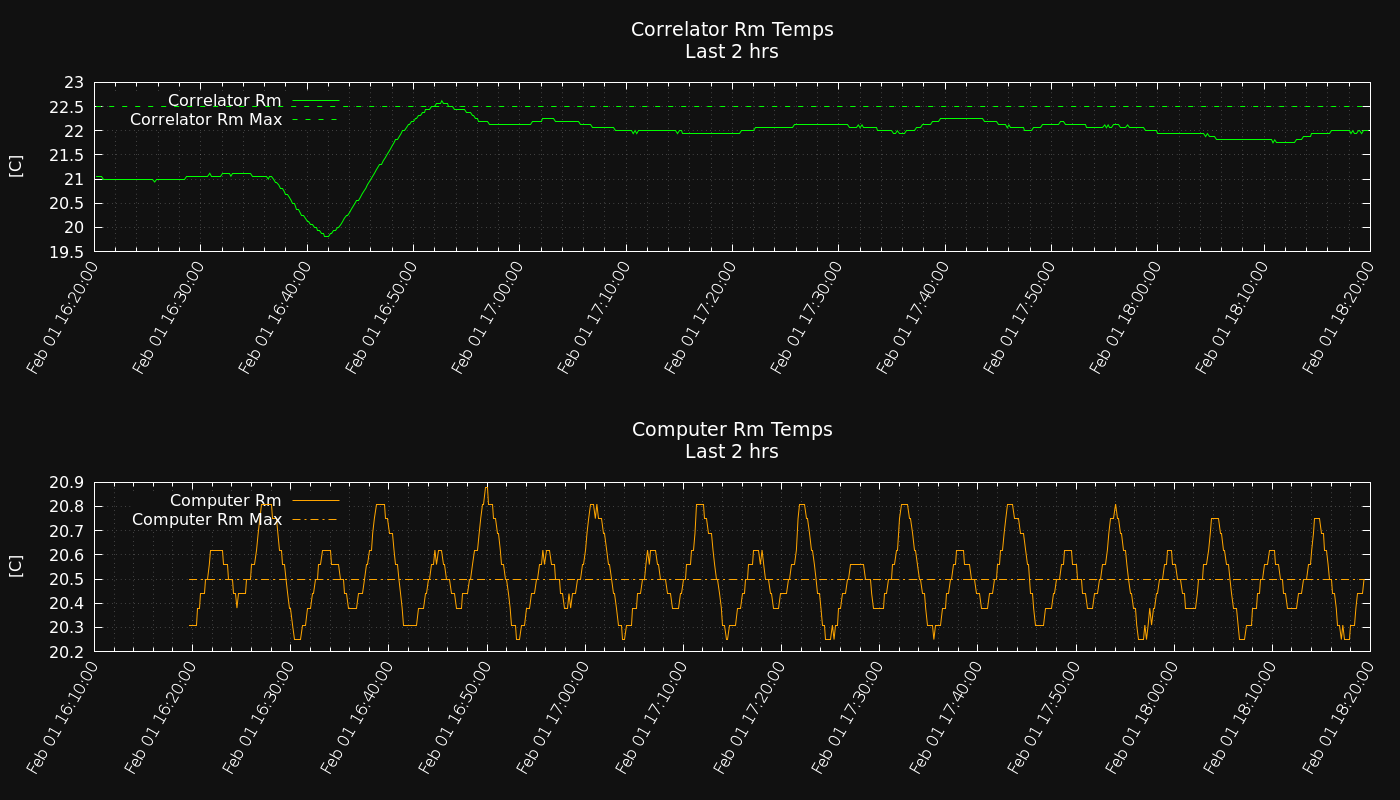 Correlator Rm Temps
Last 2 hrs
23
22.5
22
21.5
21
20.5
20
19.5
[C]
Correlator Rm
Correlator Rm Max
Feb 01 16:20:00
Feb 01 16:30:00
Feb 01 16:40:00
Feb 01 16:50:00
Feb 01 17:00:00
Feb 01 17:10:00
Feb 01 17:20:00
Feb 01 17:30:00
Feb 01 17:40:00
Feb 01 17:50:00
Feb 01 18:00:00
Feb 01 18:10:00
Feb 01 18:20:00
Computer Rm Temps
Last 2 hrs
20.9
20.8
20.7
20.6
20.5
20.4
20.3
20.2
[C]
Computer Rm
Computer Rm Max
Feb 01 16:10:00
Feb 01 16:20:00
Feb 01 16:30:00
Feb 01 16:40:00
Feb 01 16:50:00
Feb 01 17:00:00
Feb 01 17:10:00
Feb 01 17:20:00
Feb 01 17:30:00
Feb 01 17:40:00
Feb 01 17:50:00
Feb 01 18:00:00
Feb 01 18:10:00
Feb 01 18:20:00